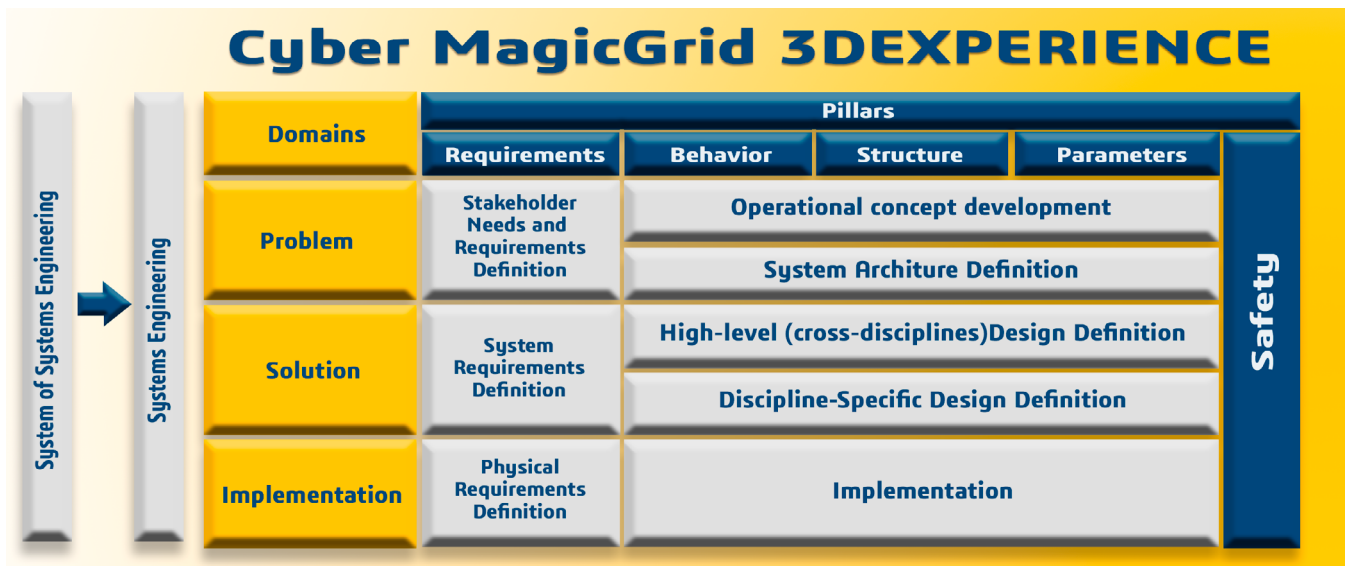 Cyber MagicGrid 3DEXPERIENCE
System of Systems Engineering
Systems Engineering
Domains
Pillars
Requirements
Behavior
Structure
Parameters
Safety
Problem
Stakeholder
Needs and
Requirements
Definition
Operational concept development
System Architure Definition
Solution
System
Requirements
Definition
High-level (cross-disciplines)Design Definition
Discipline-Specific Design Definition
Implementation
Physical
Requirements
Definition
Implementation